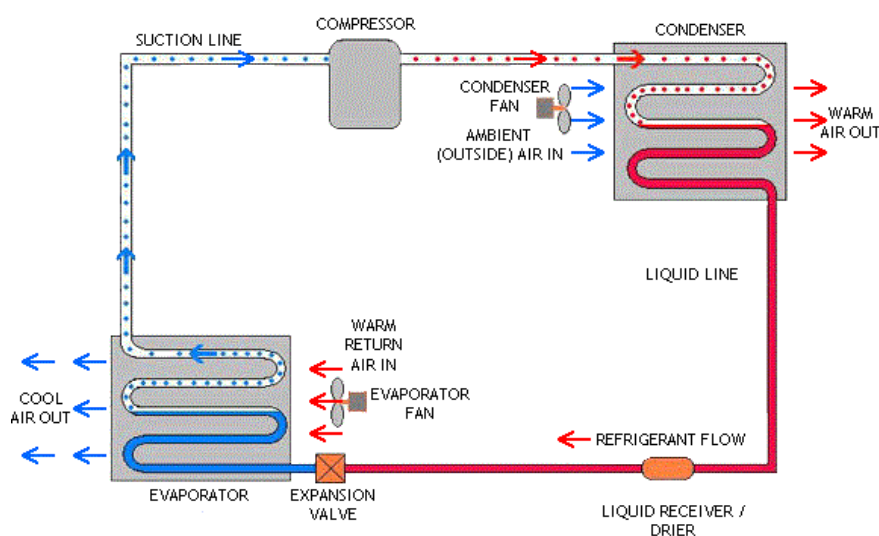 COMPRESSOR
SUCTION LINE
CONDENSER
CONDENSER
FAN
AMBIENT
(OUTSIDE) AIR IN
WARM
AIR OUT
LIQUID LINE
WARM
RETURN
AIR IN
EVAPORATOR
FAN
COOL
AIR OUT
REFRIGERANT FLOW
EVAPORATOR
EXPANSION
VALVE
LIQUID RECEIVER /
DRIER